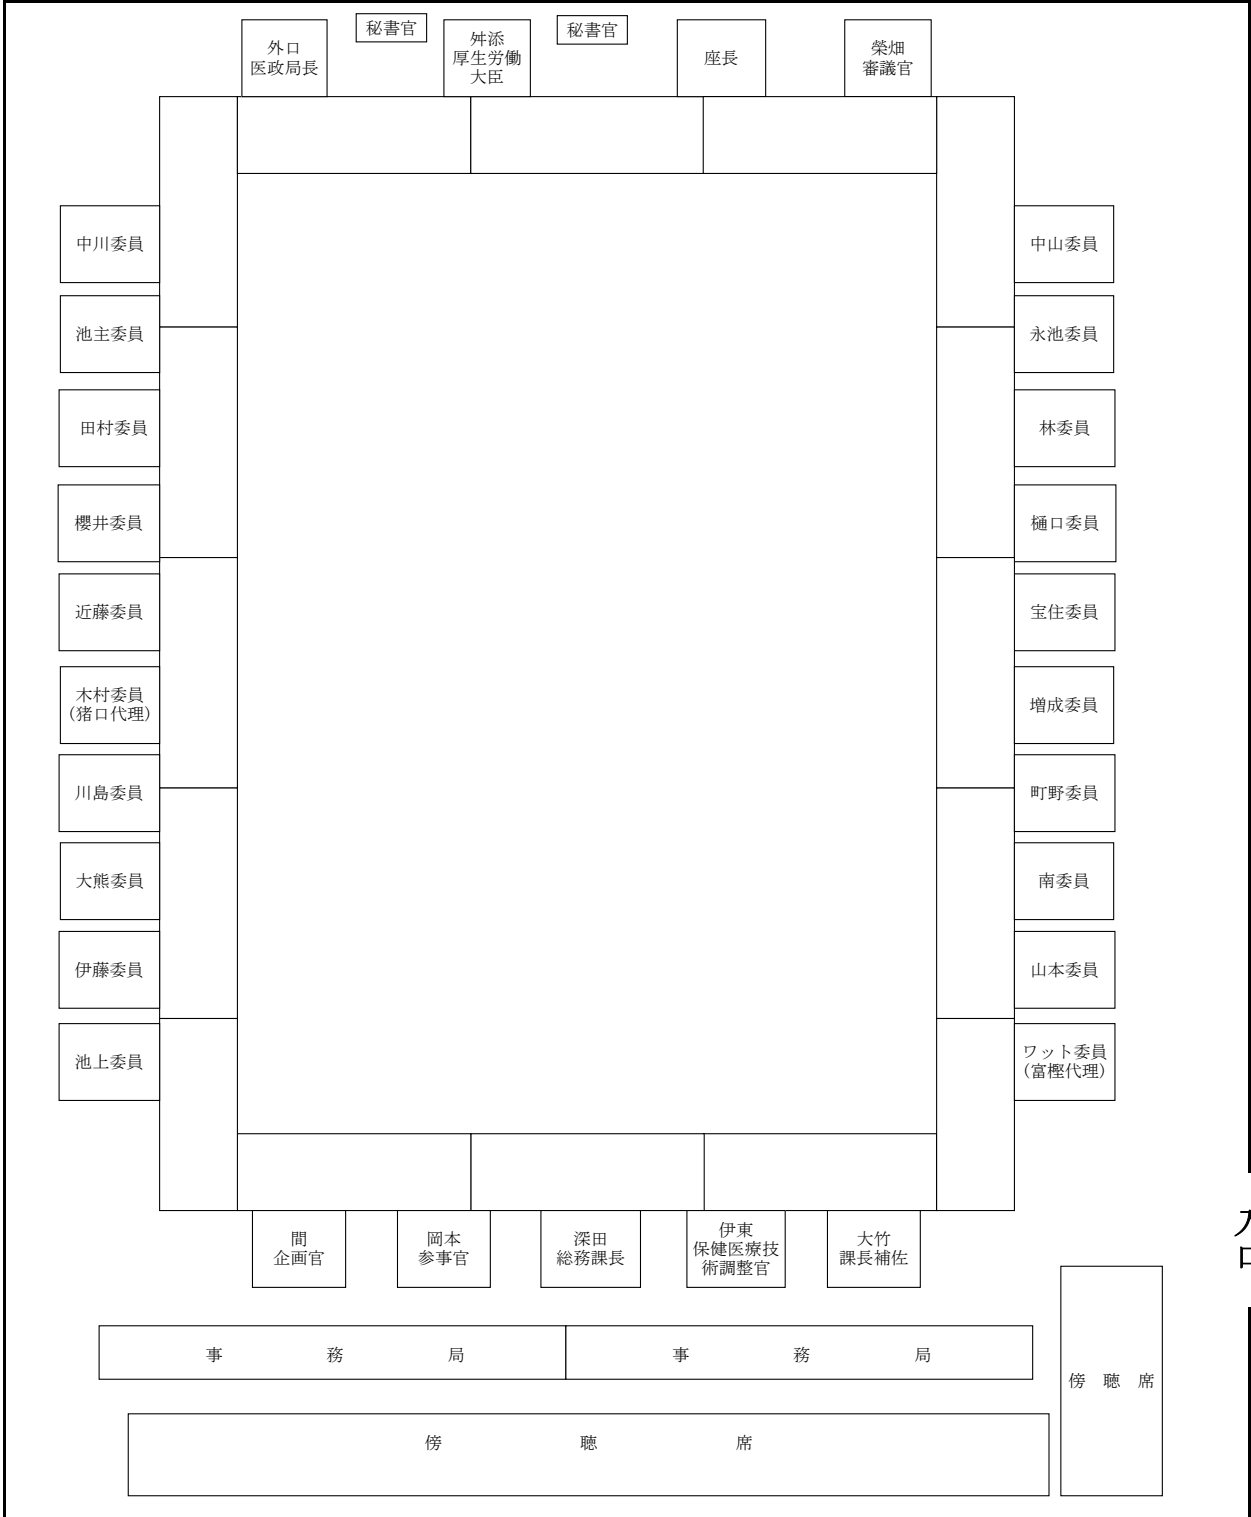 秘書官
秘書官
外口
医政局長
舛添
厚生労働
大臣
座長
榮畑
審議官
中川委員
中山委員
池主委員
永池委員
田村委員
林委員
櫻井委員
樋口委員
近藤委員
宝住委員
木村委員
(猪口代理)
増成委員
川島委員
町野委員
大熊委員
南委員
伊藤委員
山本委員
池上委員
ワット委員
(富樫代理)
間
企画官
岡本
参事官
深田
総務課長
伊東
保健医療技
術調整官
大竹
課長補佐
入
口
事 務 局
事 務 局
傍 聴 席
傍 聴 席